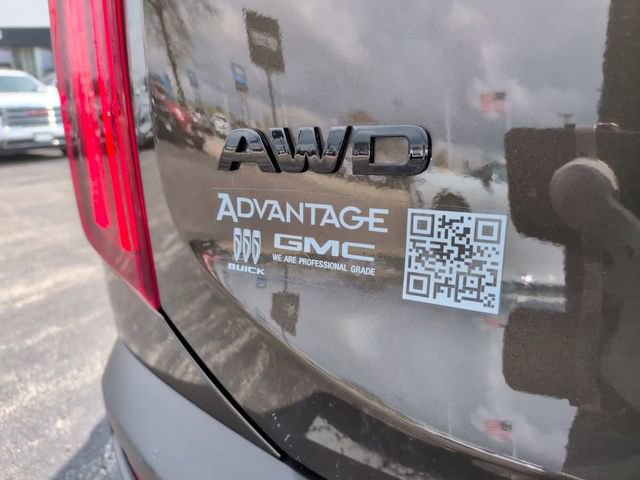 AWD
ADVANTAGE
BUICK
GMC
WE ARE PROFESSIONAL GRADE